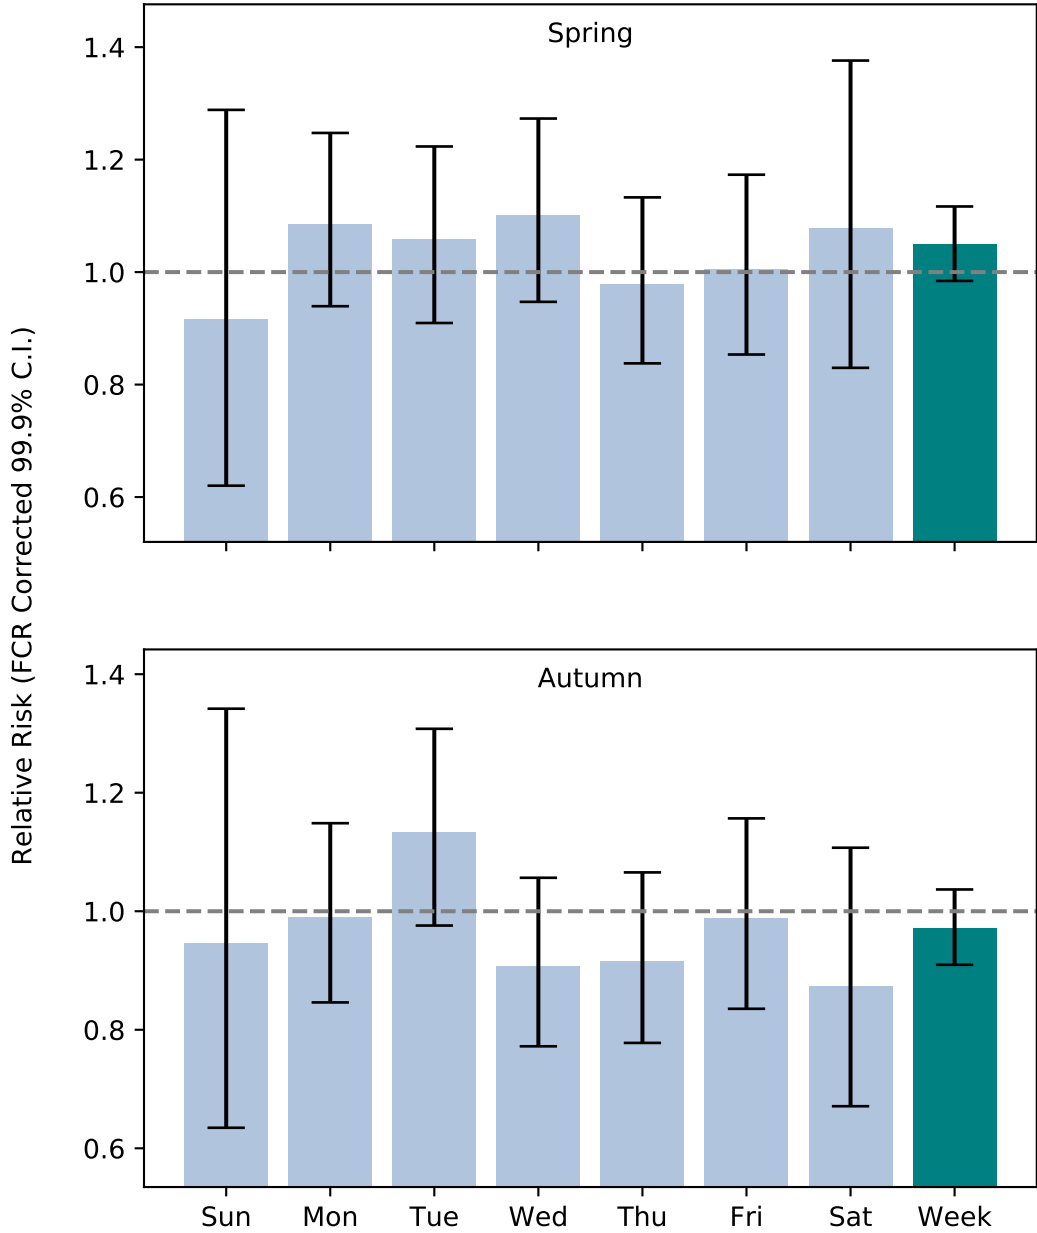 Relative Risk (FCR Corrected 99.9% C.I.)
Spring
1.4
1.2
1.0
0.8
0.6
Autumn
1.4
1.2
1.0
0.8
0.6
Sun Mon Tue Wed Thu Fri Sat Week